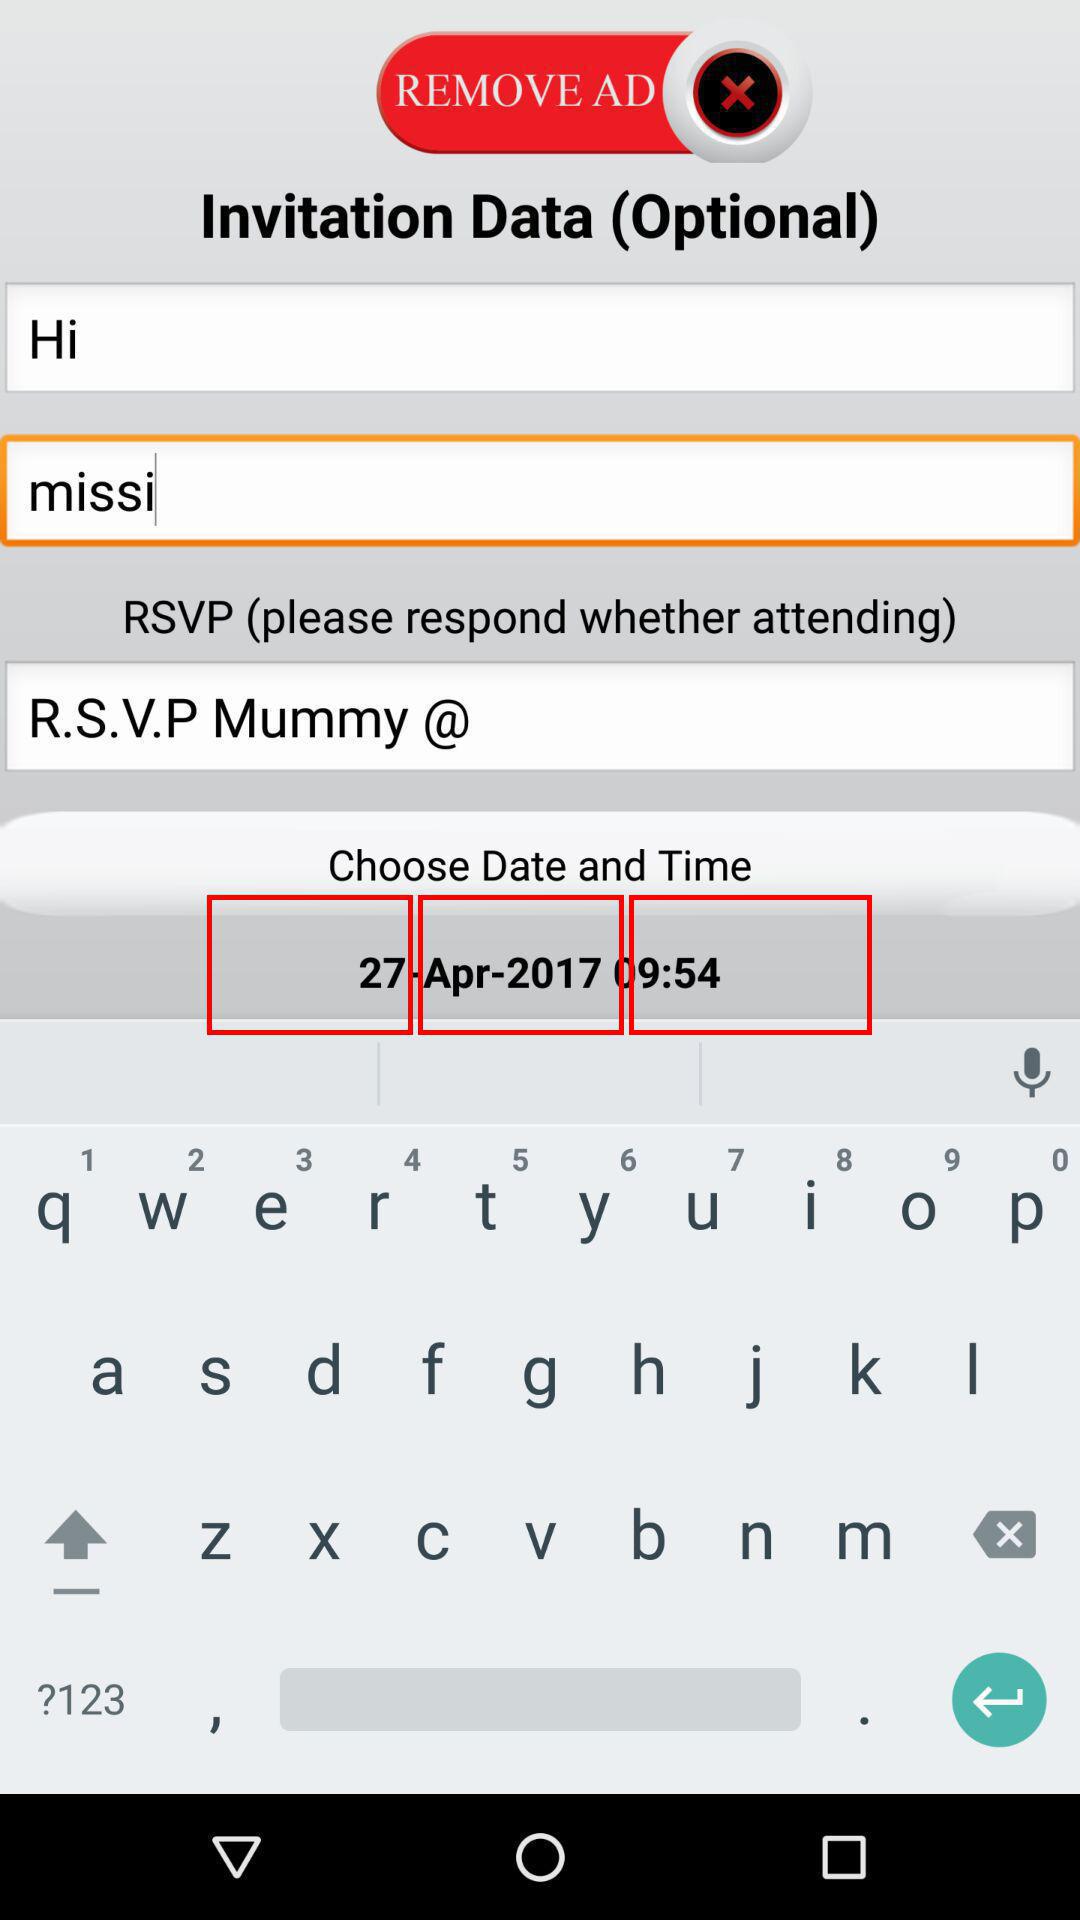 REMOVE AD
Invitation Data (Optional)
Hi
missi
RSVP (please respond whether attending)
R.S.V.P Mummy @
Choose Date and Time
27-Apr-2017 09:54
1 2 3 4 5 6 7 8 9 0
q w e r t y u i o p
a s d f g h j k l
z x c v b n m
?123 , .